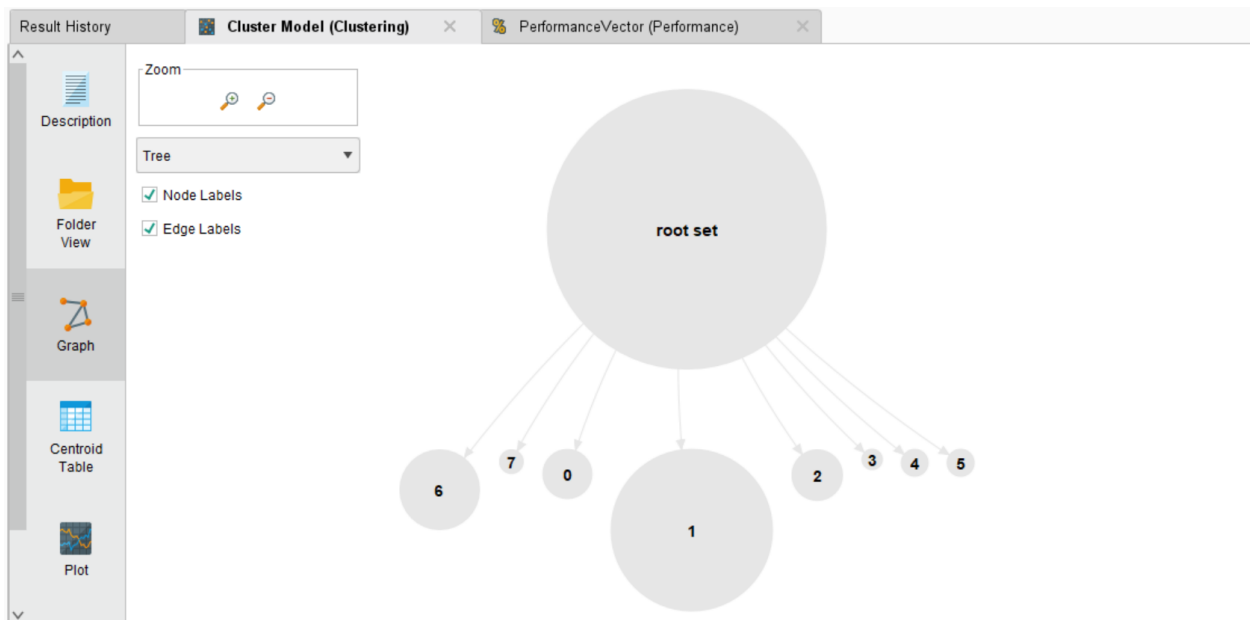 Result History
Cluster Model (Clustering)
PerformanceVector (Performance)
Description
Folder
View
Graph
Centroid
Table
Plot
Zoom
Tree
Node Labels
Edge Labels
root set
6
7
0
1
2
3
4
5